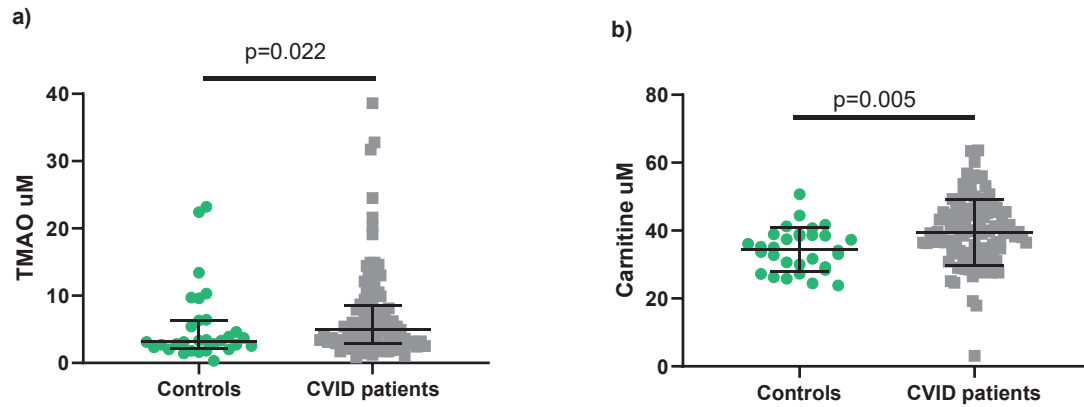 a)
p=0.022
TMAO uM
40
30
20
10
0
Controls
CVID patients
b)
p=0.005
Carnitine uM
80
60
40
20
0
Controls
CVID patients